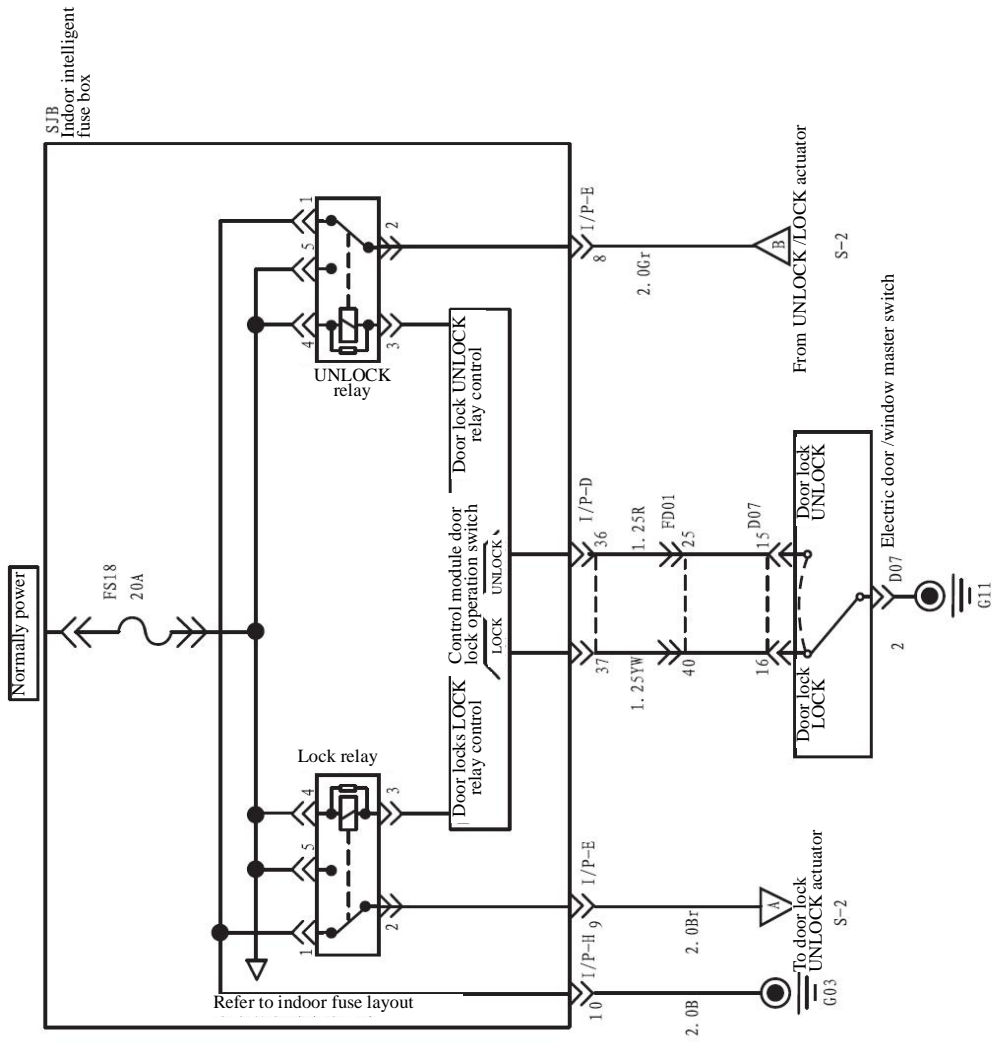 SJB
Indoor intelligent
fuse box
Normally power
FS18
20A
1
5
4
2
3
UNLOCK
relay
Lock relay
4
5
1
3
2
Door lock UNLOCK
relay control
Control module door
lock operation switch
LOCK
UNLOCK
Door locks LOCK
relay control
Refer to indoor fuse layout
I/P-E
8
2.0Gr
B
S-2
From UNLOCK /LOCK actuator
I/P-D
36
37
1.25R
1.25YW
FD01
25
40
D07
15
16
Door lock
UNLOCK
Door lock
LOCK
Electric door /window master switch
D07
2
G11
I/P-E
9
2.0Br
A
To door lock
UNLOCK actuator
S-2
I/P-H
10
2.0B
G03